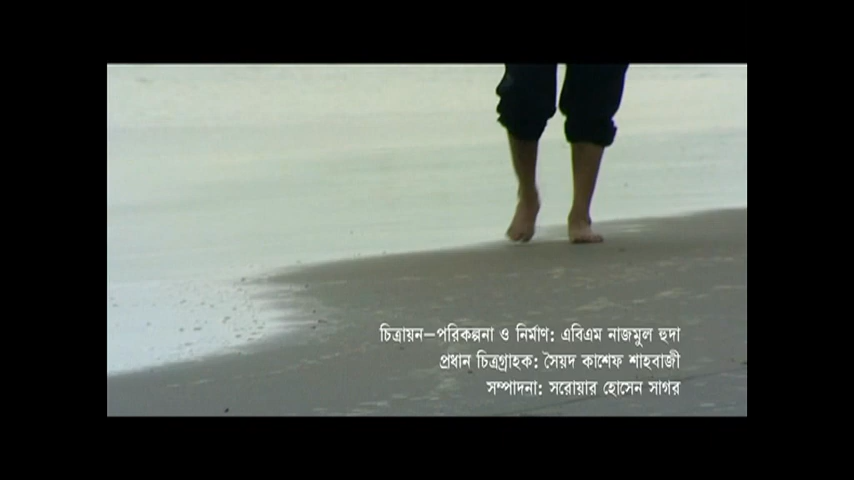 চিত্রায়ন–পরিকল্পনা ও নির্মাণ: এবিএম নাজমুল হুদা
প্রধান চিত্রগ্রাহক: সৈয়দ কাশেফ শাহবাজী
সম্পাদনা: সরোয়ার হোসেন সাগর